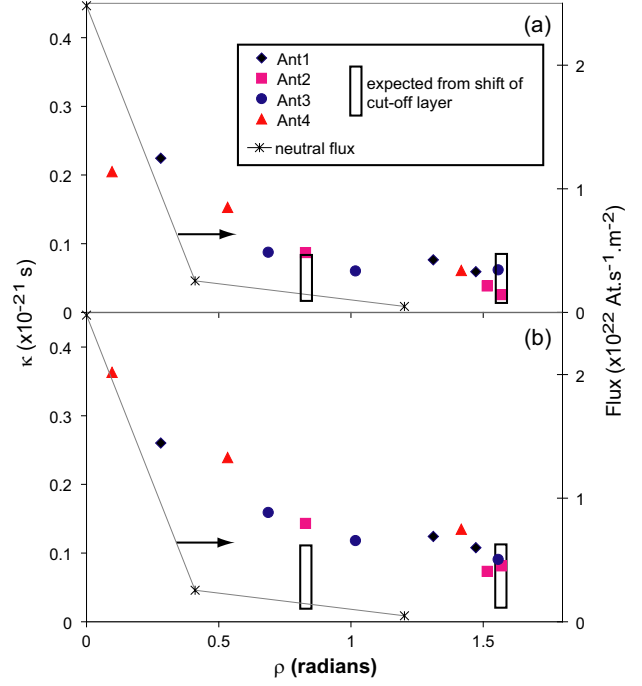 (a)
0.4
0.3
0.2
0.1
0
κ (x10⁻²¹ s)
Ant1
Ant2
Ant3
Ant4
neutral flux
expected from shift of
cut-off layer
2
1
0
Flux (x10²² At.s⁻¹.m⁻²)
(b)
0.4
0.3
0.2
0.1
0
2
1
0
0
0.5
1
1.5
ρ (radians)